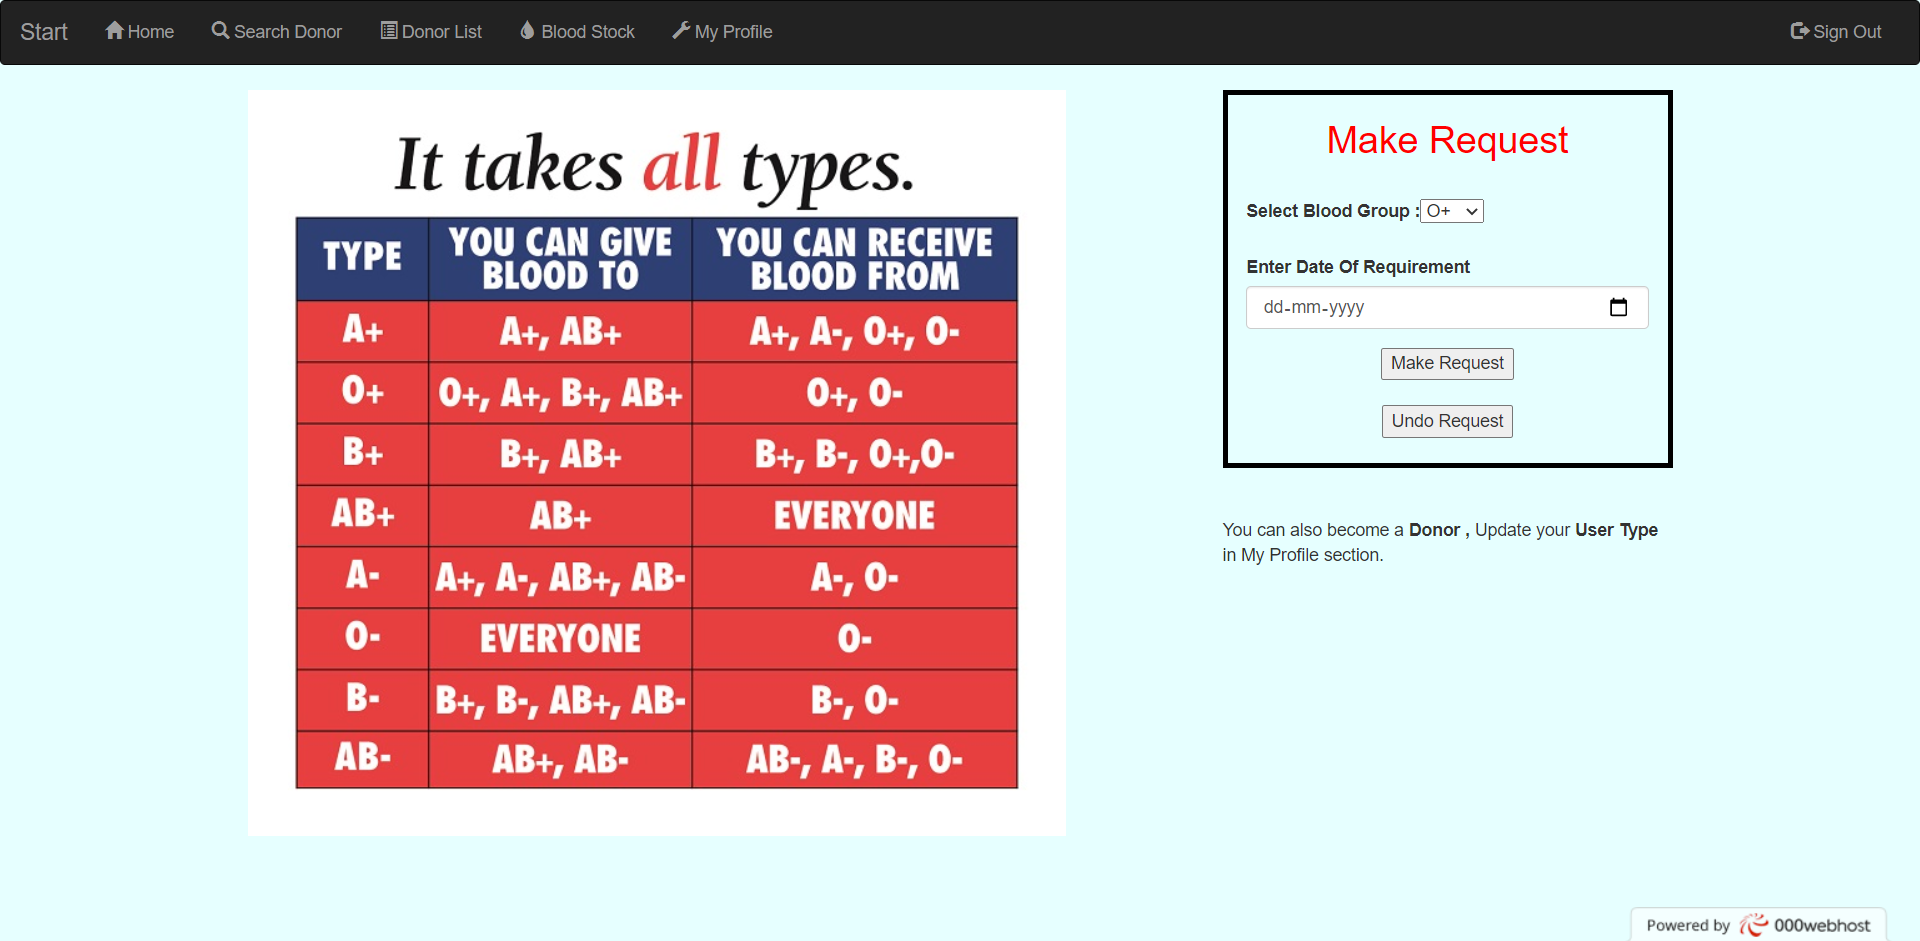 Start Home Search Donor Donor List Blood Stock My Profile Sign Out
It takes all types.
TYPE YOU CAN GIVE BLOOD TO YOU CAN RECEIVE BLOOD FROM
A+ A+, AB+ A+, A-, O+, O-
O+ O+, A+, B+, AB+ O+, O-
B+ B+, AB+ B+, B-, O+,O-
AB+ AB+ EVERYONE
A- A+, A-, AB+, AB- A-, O-
O- EVERYONE O-
B- B+, B-, AB+, AB- B-, O-
AB- AB+, AB- AB-, A-, B-, O-
Make Request
Select Blood Group : O+
Enter Date Of Requirement
dd-mm-yyyy
Make Request
Undo Request
You can also become a Donor , Update your User Type
in My Profile section.
Powered by 000webhost